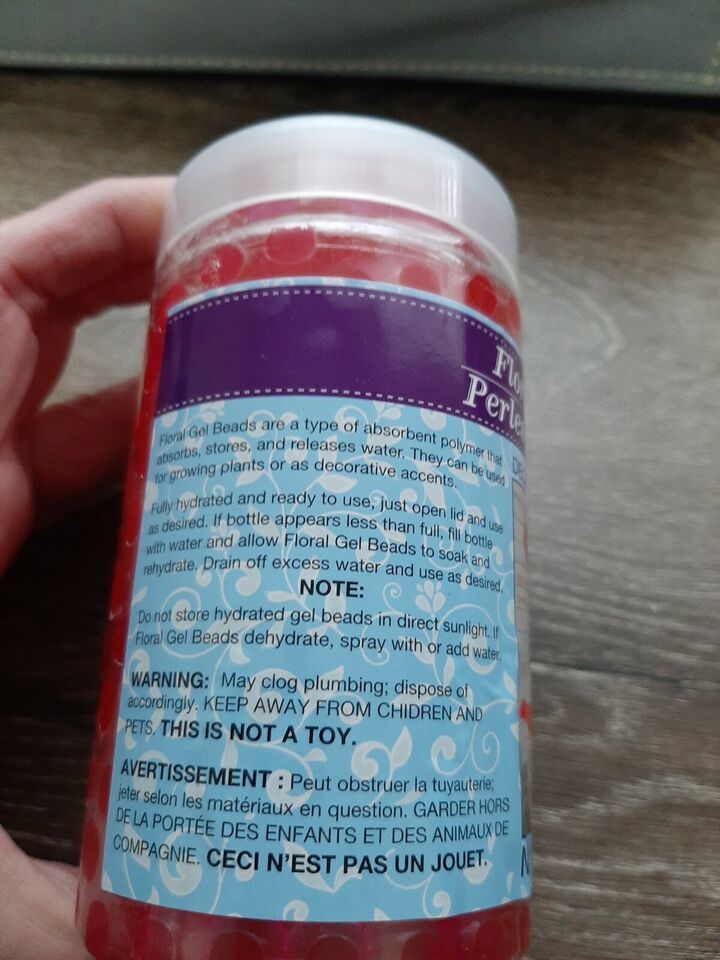 Perle
Floral Gel Beads are a type of absorbent polymer that
absorbs, stores, and releases water. They can be used
for growing plants or as decorative accents.
Fully hydrated and ready to use, just open lid and use
as desired. If bottle appears less than full, fill bottle
with water and allow Floral Gel Beads to soak and
rehydrate. Drain off excess water and use as desired.
NOTE:
Do not store hydrated gel beads in direct sunlight. If
Floral Gel Beads dehydrate, spray with or add water.
WARNING: May clog plumbing; dispose of
accordingly. KEEP AWAY FROM CHIDREN AND
PETS. THIS IS NOT A TOY.
AVERTISSEMENT : Peut obstruer la tuyauterie;
jeter selon les matériaux en question. GARDER HORS
DE LA PORTÉE DES ENFANTS ET DES ANIMAUX DE
COMPAGNIE. CECI N'EST PAS UN JOUET.